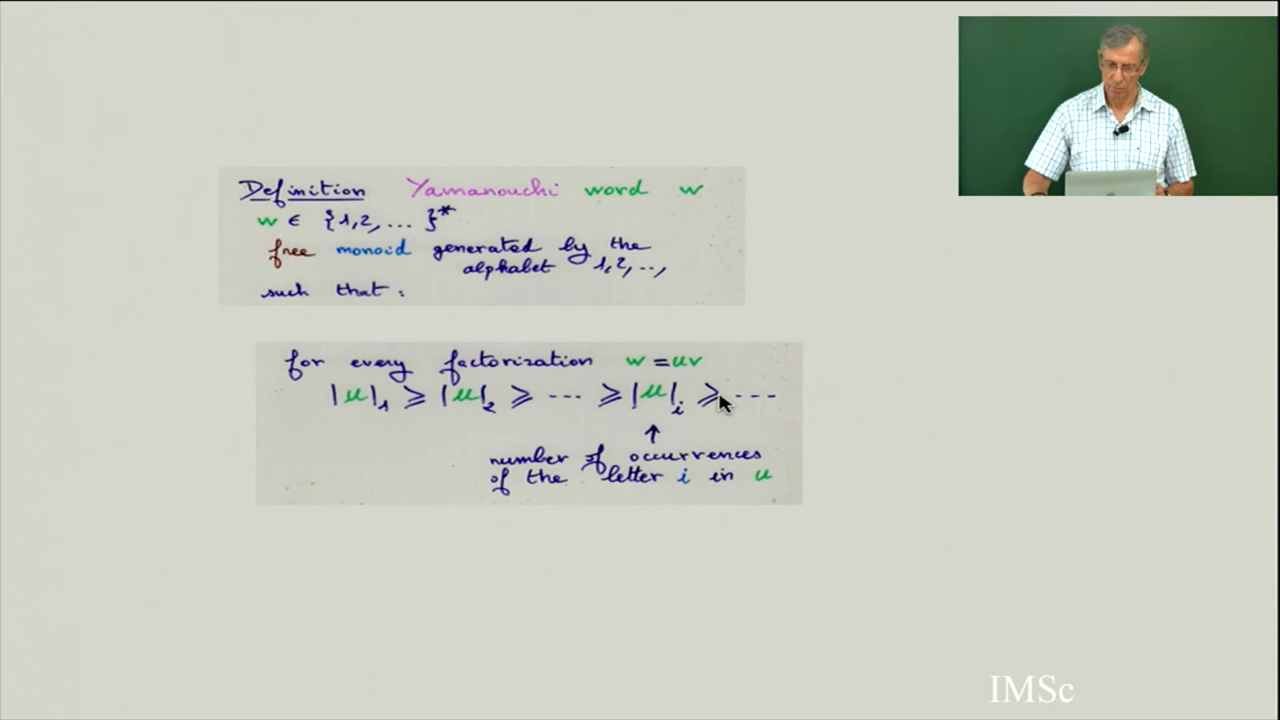 Definition Yamanouchi word w
w ∈ {1,2, ... }*
free monoid generated by the
alphabet 1,2,..,
such that :
for every factorization w = uv
|u|₁ ⩾ |u|₂ ⩾ --- ⩾ |u|ᵢ ⩾ ---
↑
number of occurrences
of the letter i in u
IMSc